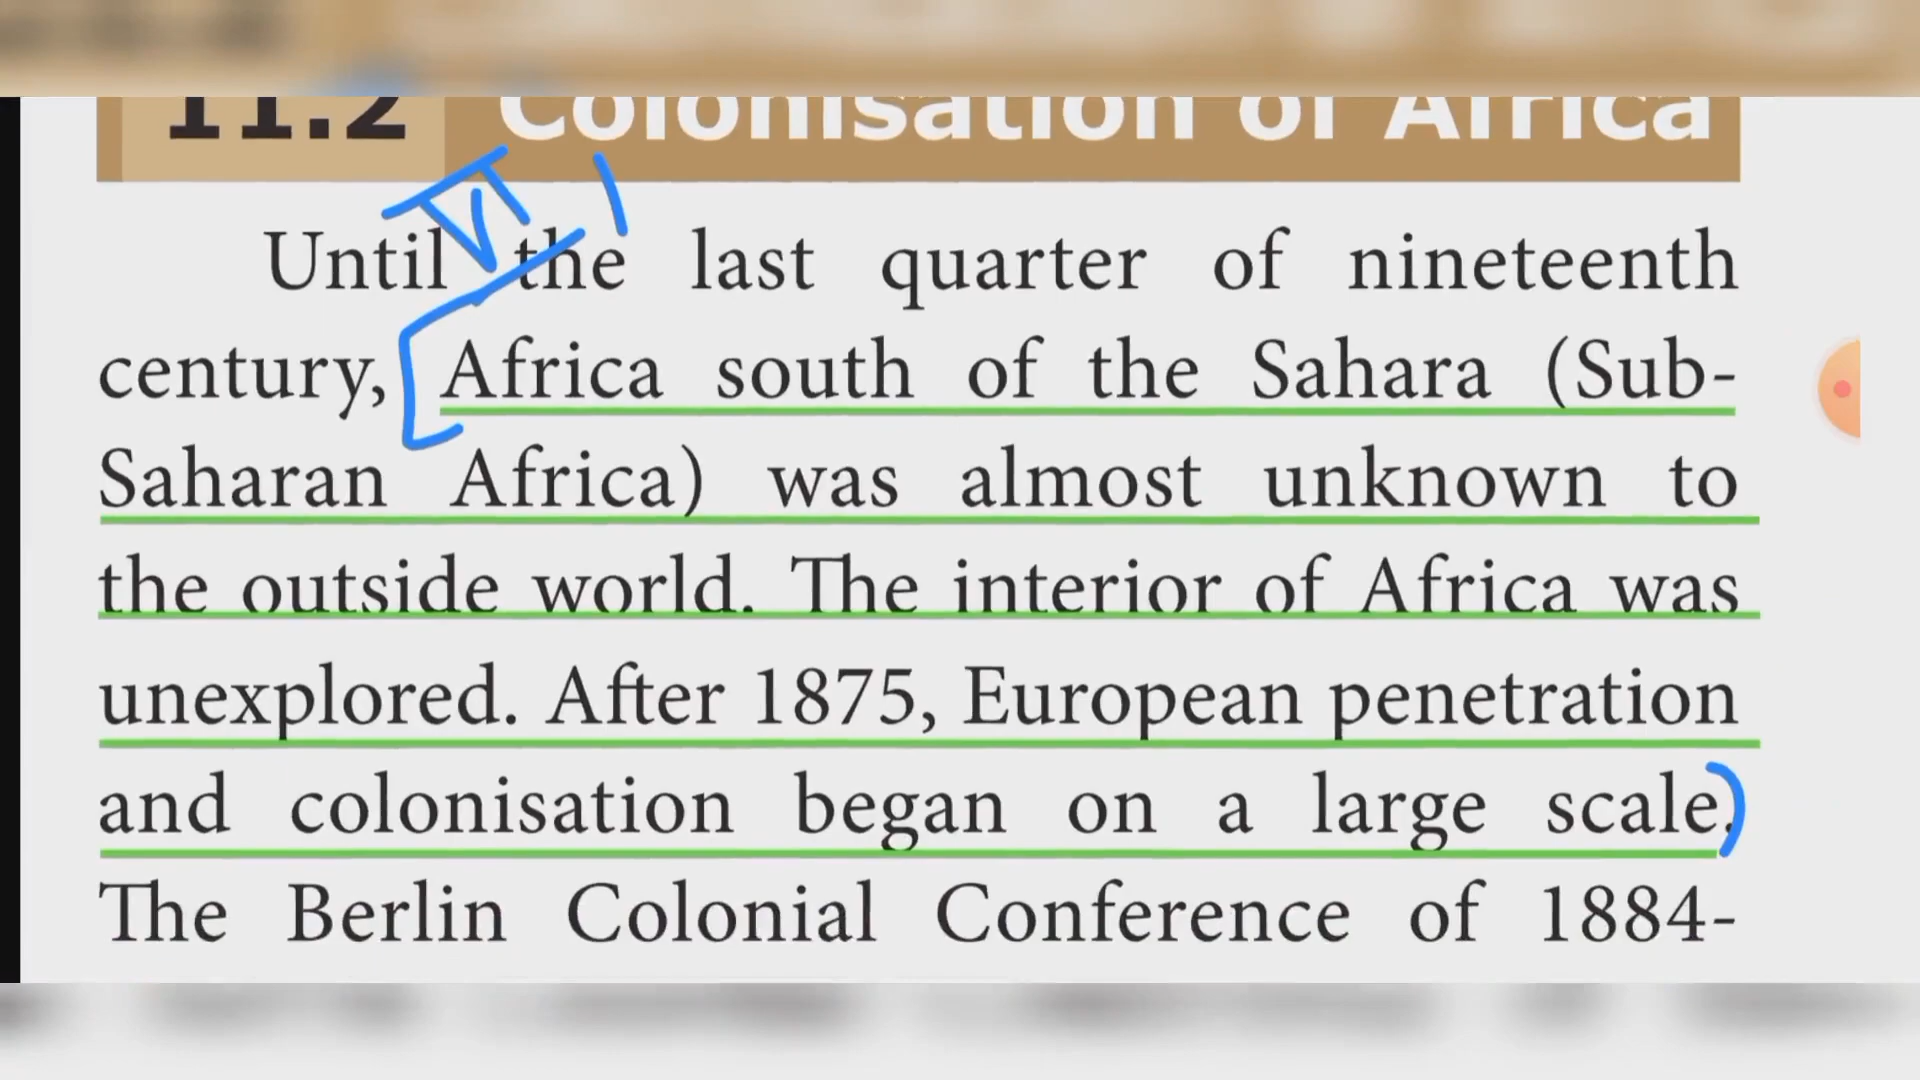 11.2 Colonisation of Africa
VI )
Until the last quarter of nineteenth
century, Africa south of the Sahara (Sub-
Saharan Africa) was almost unknown to
the outside world. The interior of Africa was
unexplored. After 1875, European penetration
and colonisation began on a large scale.
The Berlin Colonial Conference of 1884-